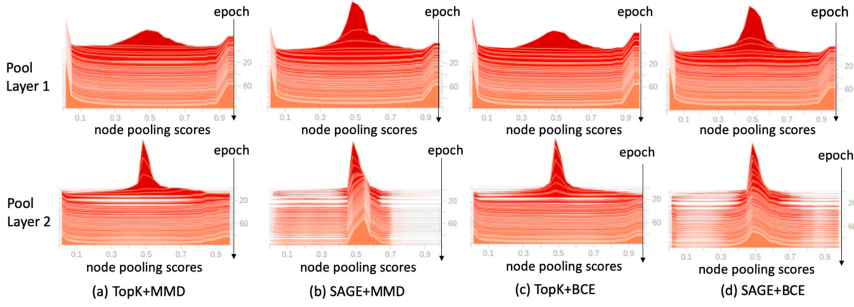 epoch epoch epoch epoch
Pool
Layer 1
20 20 20 20
60 60 60 60
0.1 0.3 0.5 0.7 0.9 0.1 0.3 0.5 0.7 0.9 0.1 0.3 0.5 0.7 0.9 0.1 0.3 0.5 0.7 0.9
node pooling scores node pooling scores node pooling scores node pooling scores
epoch epoch epoch epoch
Pool
Layer 2
20 20 20 20
60 60 60 60
0.1 0.3 0.5 0.7 0.9 0.1 0.3 0.5 0.7 0.9 0.1 0.3 0.5 0.7 0.9 0.1 0.3 0.5 0.7 0.9
node pooling scores node pooling scores node pooling scores node pooling scores
(a) TopK+MMD (b) SAGE+MMD (c) TopK+BCE (d) SAGE+BCE